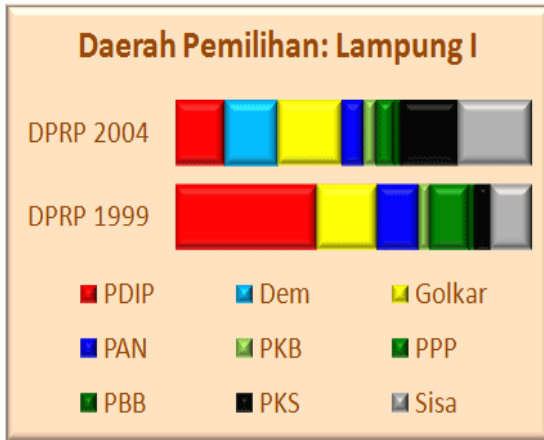 Daerah Pemilihan: Lampung I
DPRP 2004
DPRP 1999
PDIP Dem Golkar
PAN PKB PPP
PBB PKS Sisa